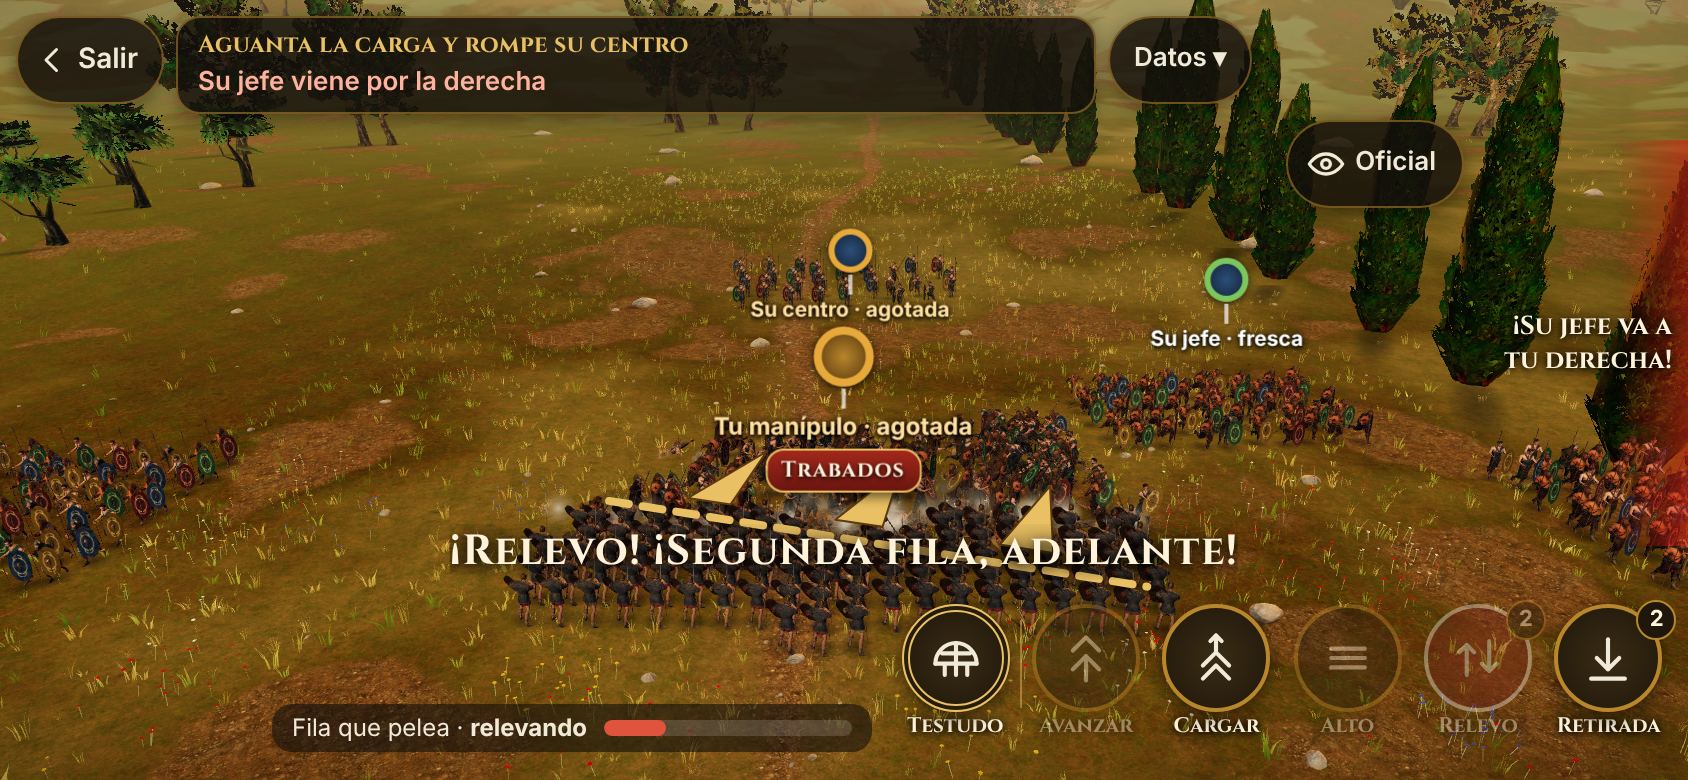 Salir
Aguanta la carga y rompe su centro
Su jefe viene por la derecha
Datos ▾
Oficial
Su centro · agotada
Su jefe · fresca
¡Su jefe va a
tu derecha!
Tu manípulo · agotada
Trabados
¡Relevo! ¡Segunda fila, adelante!
2
2
Testudo
Avanzar
Cargar
Alto
Relevo
Retirada
Fila que pelea · relevando